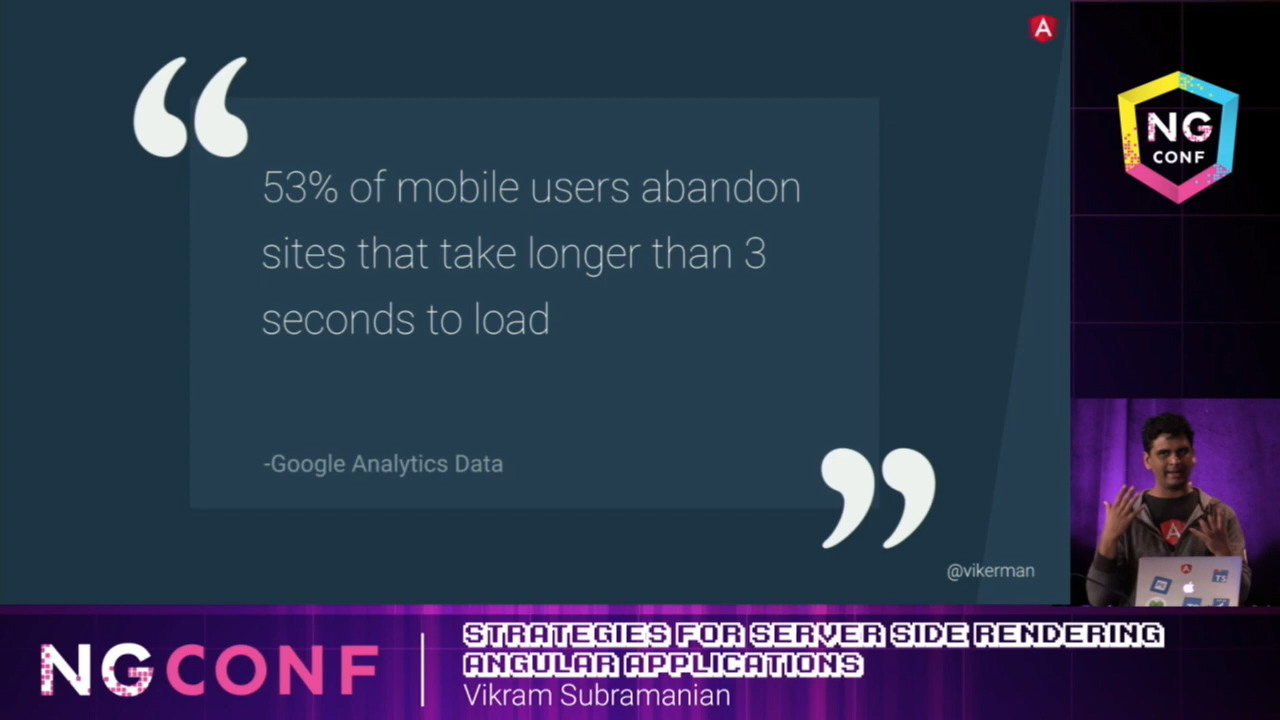 A
NG
CONF
53% of mobile users abandon
sites that take longer than 3
seconds to load
-Google Analytics Data
@vikerman
A
A
TS
NGCONF
STRATEGIES FOR SERVER SIDE RENDERING
ANGULAR APPLICATIONS
Vikram Subramanian